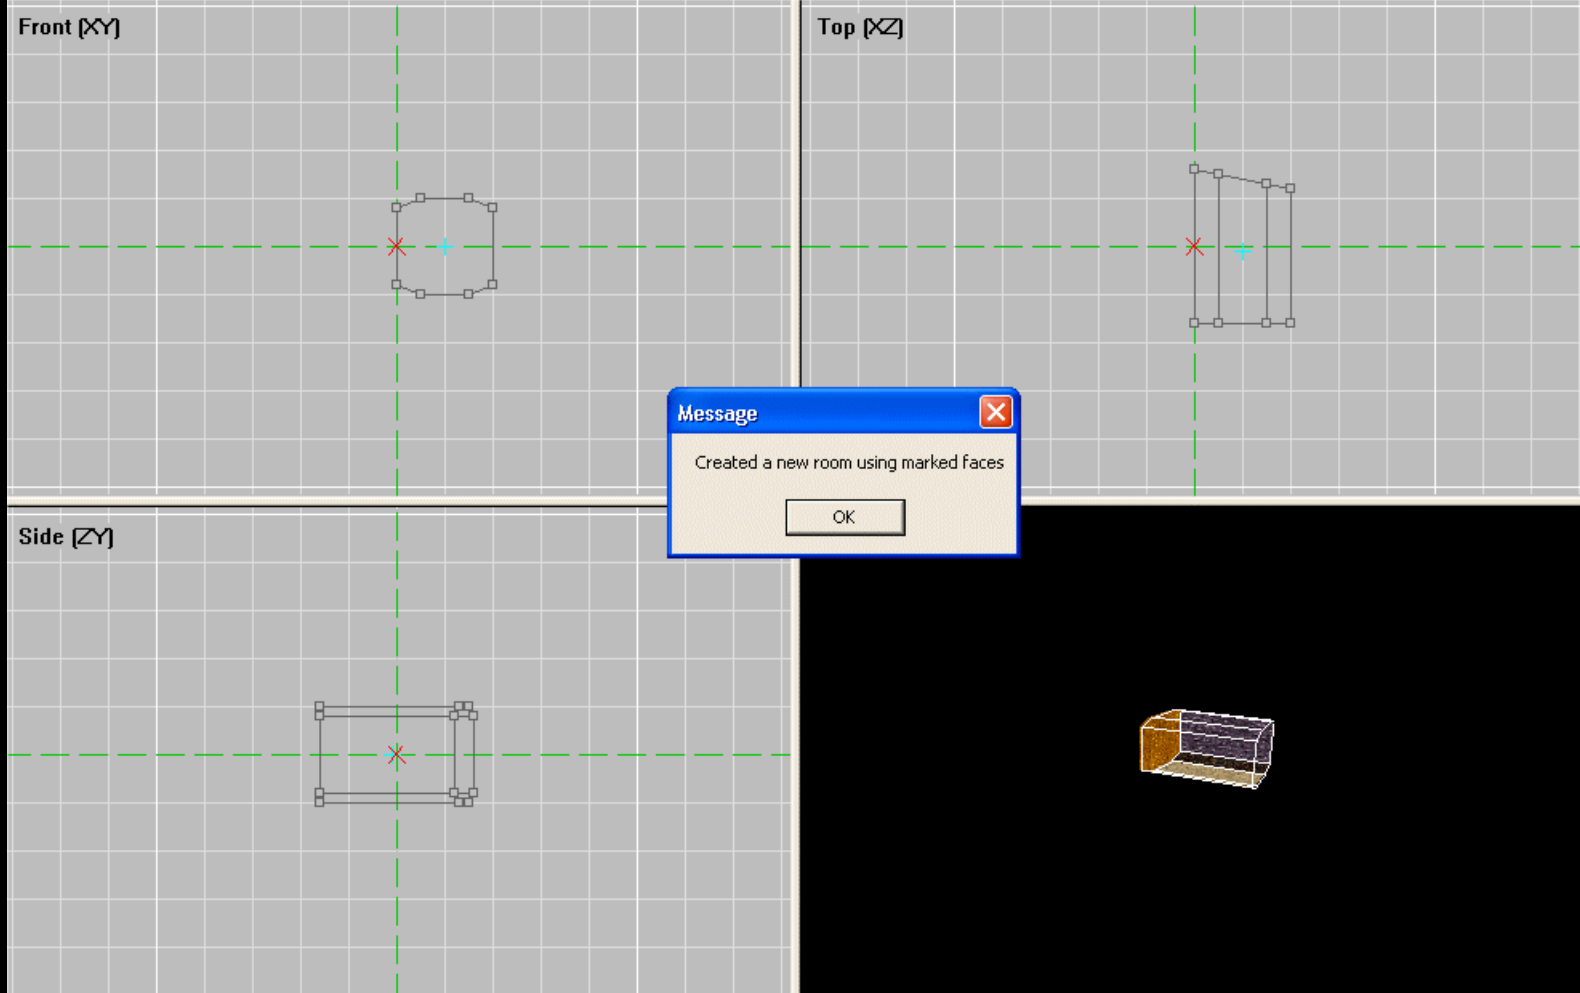 Front (XY)
Top (XZ)
Message
Created a new room using marked faces
OK
Side (ZY)